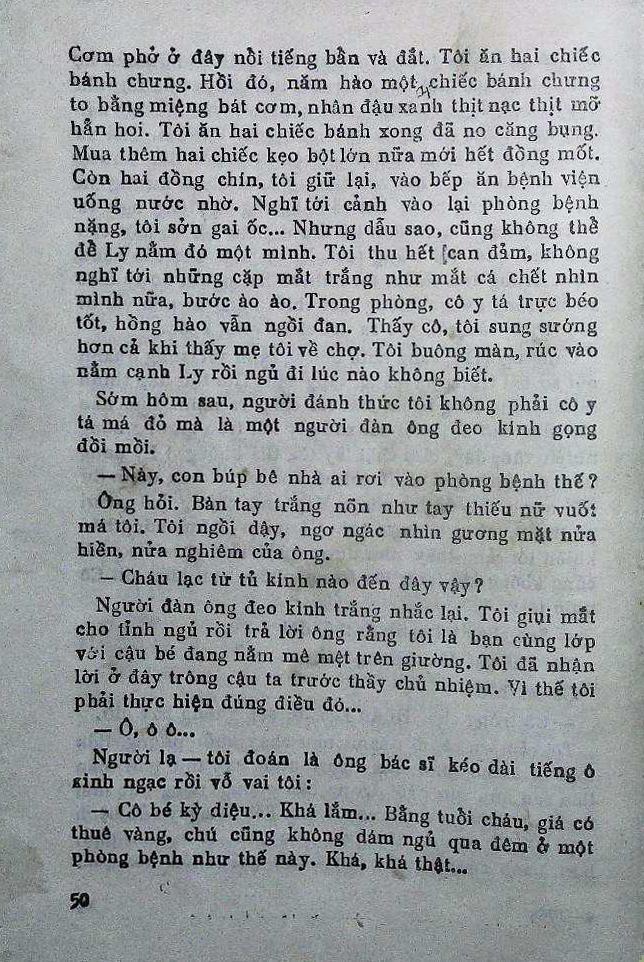 Cơm phở ở đây nổi tiếng bẩn và đắt. Tôi ăn hai chiếc
bánh chưng. Hồi đó, năm hào một chiếc bánh chưng
to bằng miệng bát cơm, nhân đậu xanh thịt nạc thịt mỡ
hẳn hoi. Tôi ăn hai chiếc bánh xong đã no căng bụng.
Mua thêm hai chiếc kẹo bột lớn nữa mới hết đồng mốt.
Còn hai đồng chín, tôi giữ lại, vào bếp ăn bệnh viện
uống nước nhờ. Nghĩ tới cảnh vào lại phòng bệnh
nặng, tôi sởn gai ốc... Nhưng dẫu sao, cũng không thể
để Ly nằm đó một mình. Tôi thu hết [can đảm, không
nghĩ tới những cặp mắt trắng như mắt cá chết nhìn
mình nữa, bước ào ào. Trong phòng, cô y tá trực béo
tốt, hồng hào vẫn ngồi đan. Thấy cô, tôi sung sướng
hơn cả khi thấy mẹ tôi về chợ. Tôi buông màn, rúc vào
nằm cạnh Ly rồi ngủ đi lúc nào không biết.
Sớm hôm sau, người đánh thức tôi không phải cô y
tá má đỏ mà là một người đàn ông đeo kính gọng
đồi mồi.
— Này, con búp bê nhà ai rơi vào phòng bệnh thế?
Ông hỏi. Bàn tay trắng nõn như tay thiếu nữ vuốt
má tôi. Tôi ngồi dậy, ngơ ngác nhìn gương mặt nửa
hiền, nửa nghiêm của ông.
— Cháu lạc từ tủ kính nào đến đây vậy?
Người đàn ông đeo kính trắng nhắc lại. Tôi giụi mắt
cho tỉnh ngủ rồi trả lời ông rằng tôi là bạn cùng lớp
với cậu bé đang nằm mê mệt trên giường. Tôi đã nhận
lời ở đây trông cậu ta trước thầy chủ nhiệm. Vì thế tôi
phải thực hiện đúng điều đó...
— Ô, ô ô...
Người lạ — tôi đoán là ông bác sĩ kéo dài tiếng ô
kinh ngạc rồi vỗ vai tôi:
— Cô bé kỳ diệu... Khá lắm... Bằng tuổi cháu, giá có
thuê vàng, chú cũng không dám ngủ qua đêm ở một
phòng bệnh như thế này. Khá, khá thật...
50